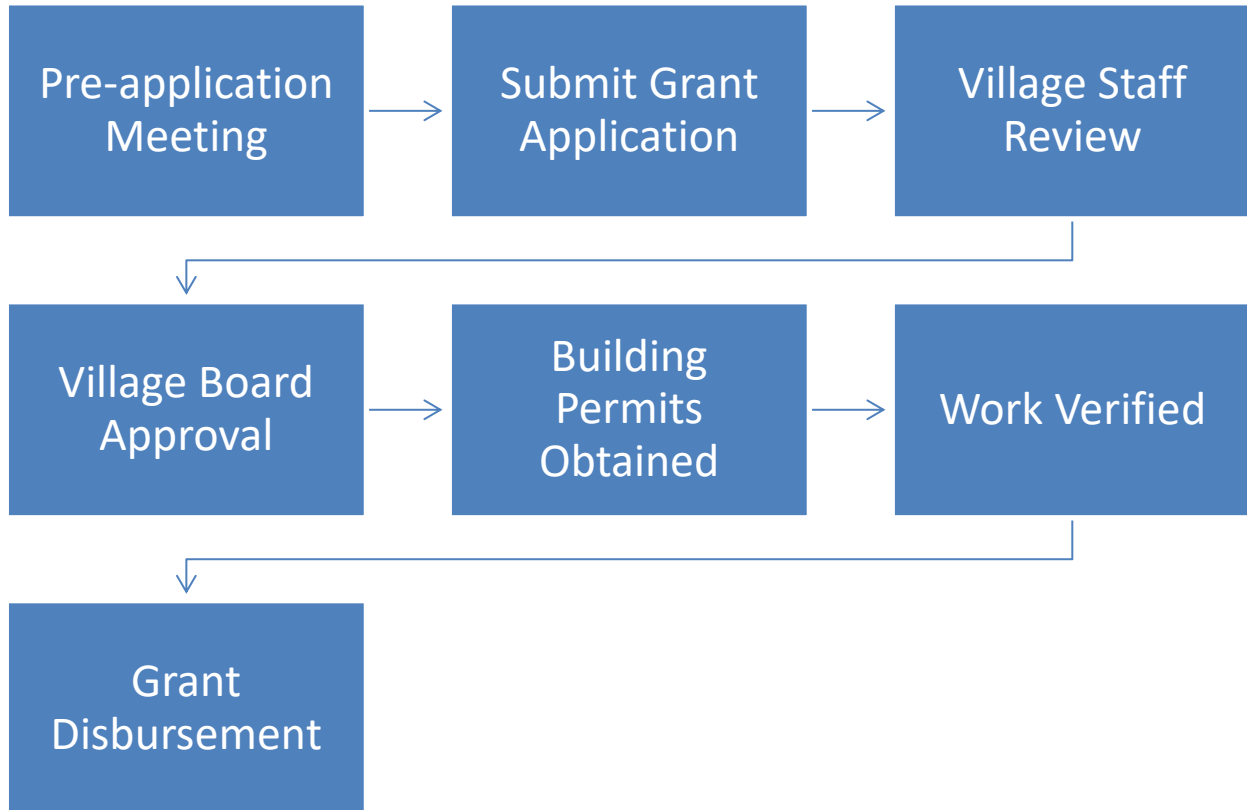 Pre-application
Meeting
Submit Grant
Application
Village Staff
Review
Village Board
Approval
Building
Permits
Obtained
Work Verified
Grant
Disbursement